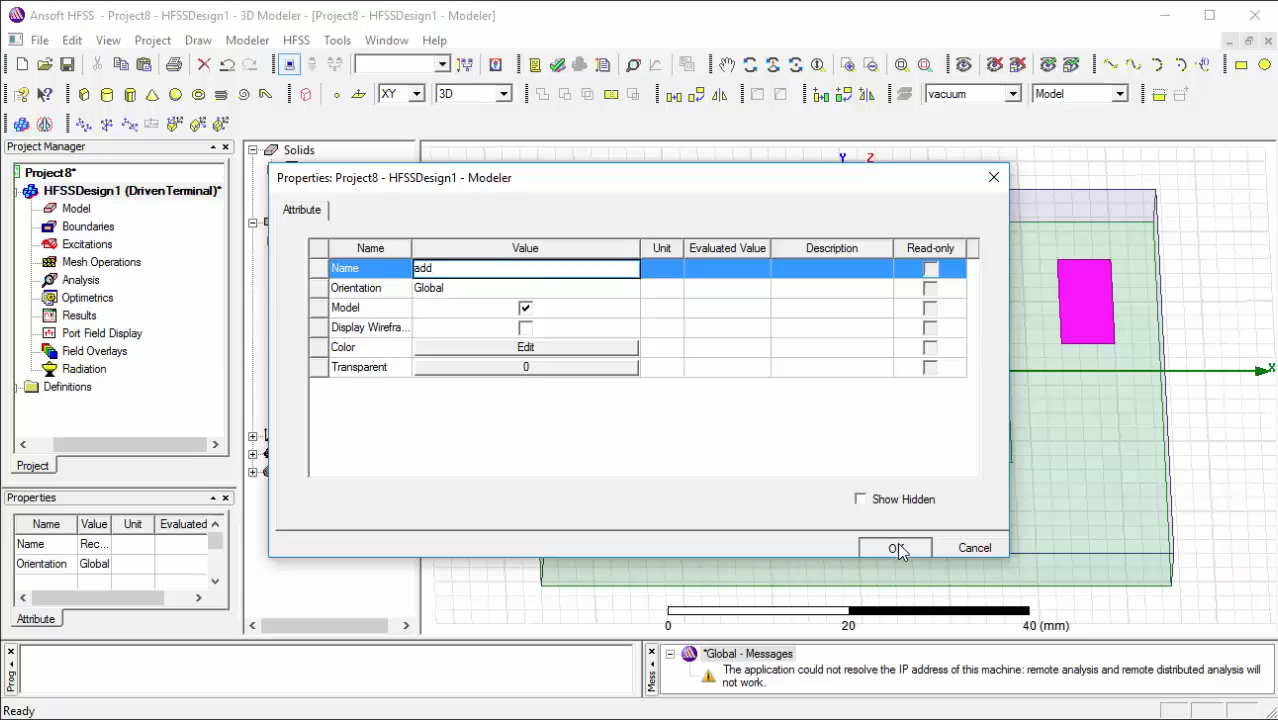 Ansoft HFSS - Project8 - HFSSDesign1 - 3D Modeler - [Project8 - HFSSDesign1 - Modeler]
File Edit View Project Draw Modeler HFSS Tools Window Help
XY 3D vacuum Model
Project Manager
Project8*
HFSSDesign1 (DrivenTerminal)*
Model
Boundaries
Excitations
Mesh Operations
Analysis
Optimetrics
Results
Port Field Display
Field Overlays
Radiation
Definitions
Project
Properties
Name Value Unit Evaluated
Name Rec...
Orientation Global
Attribute
Solids
Properties: Project8 - HFSSDesign1 - Modeler
Attribute
Name Value Unit Evaluated Value Description Read-only
Name add
Orientation Global
Model
Display Wirefra...
Color Edit
Transparent 0
Show Hidden
Cancel
Y Z
X
0 20 40 (mm)
*Global - Messages
The application could not resolve the IP address of this machine: remote analysis and remote distributed analysis will
not work.
Ready